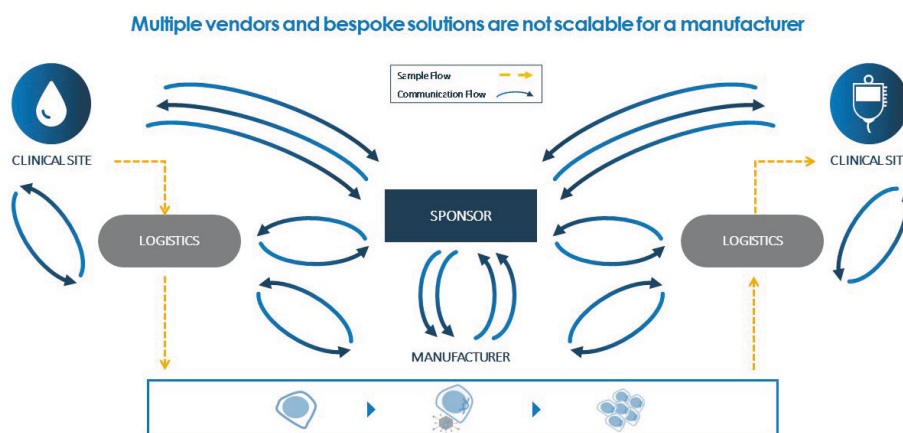 Multiple vendors and bespoke solutions are not scalable for a manufacturer
Sample Flow
Communication Flow
CLINICAL SITE
CLINICAL SIT
LOGISTICS
SPONSOR
LOGISTICS
MANUFACTURER